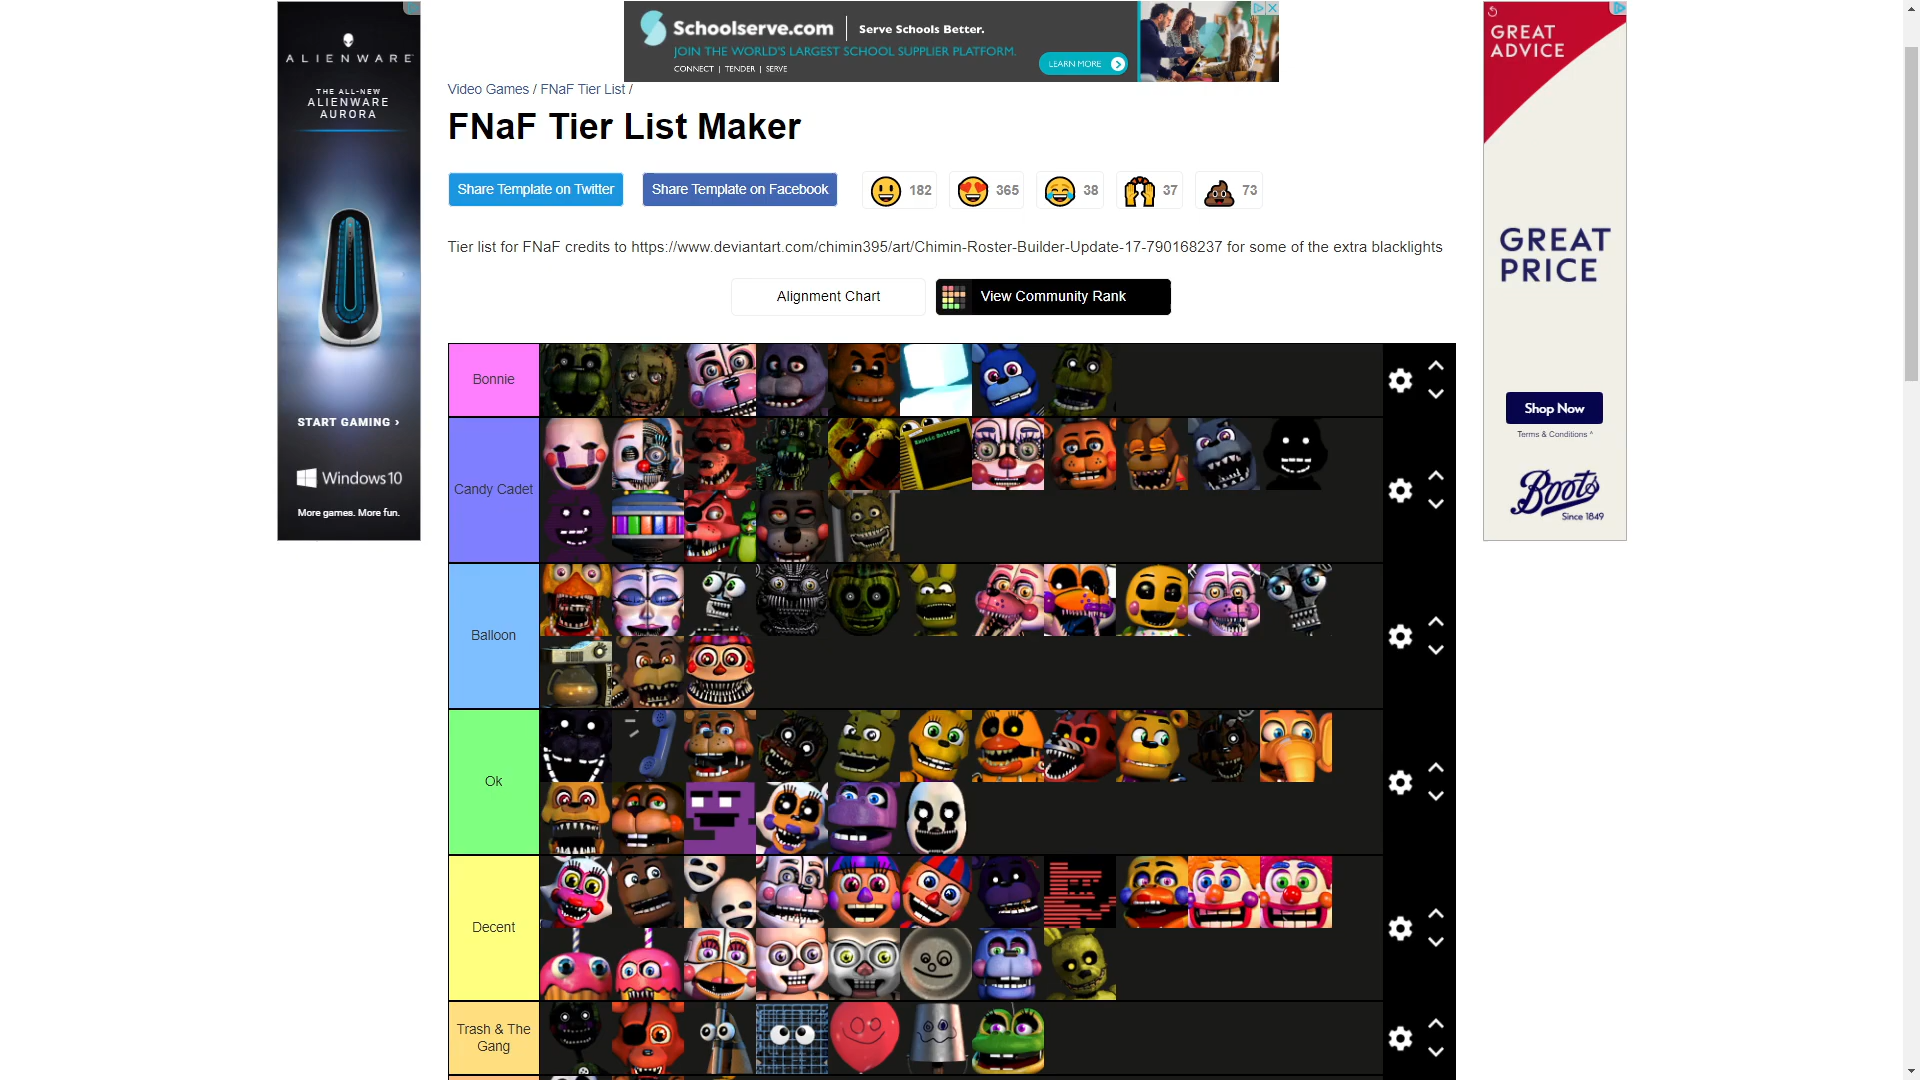 ALIENWARE
THE ALL-NEW
ALIENWARE
AURORA
START GAMING ›
Windows10
More games. More fun.
Schoolserve.com
Serve Schools Better.
JOIN THE WORLD'S LARGEST SCHOOL SUPPLIER PLATFORM.
CONNECT | TENDER | SERVE
LEARN MORE
GREAT
ADVICE
GREAT
PRICE
Shop Now
Terms & Conditions ^
Boots
Since 1849
Video Games / FNaF Tier List /
FNaF Tier List Maker
Share Template on Twitter
Share Template on Facebook
182
365
38
37
73
Tier list for FNaF credits to https://www.deviantart.com/chimin395/art/Chimin-Roster-Builder-Update-17-790168237 for some of the extra blacklights
Alignment Chart
View Community Rank
Bonnie
Candy Cadet
Exotic Butters
Balloon
Ok
Decent
Trash & The
Gang